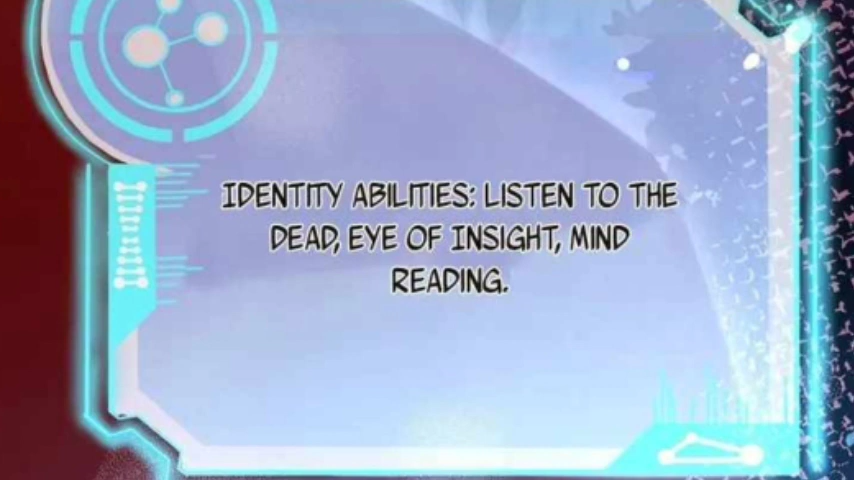 IDENTITY ABILITIES: LISTEN TO THE
DEAD, EYE OF INSIGHT, MIND
READING.